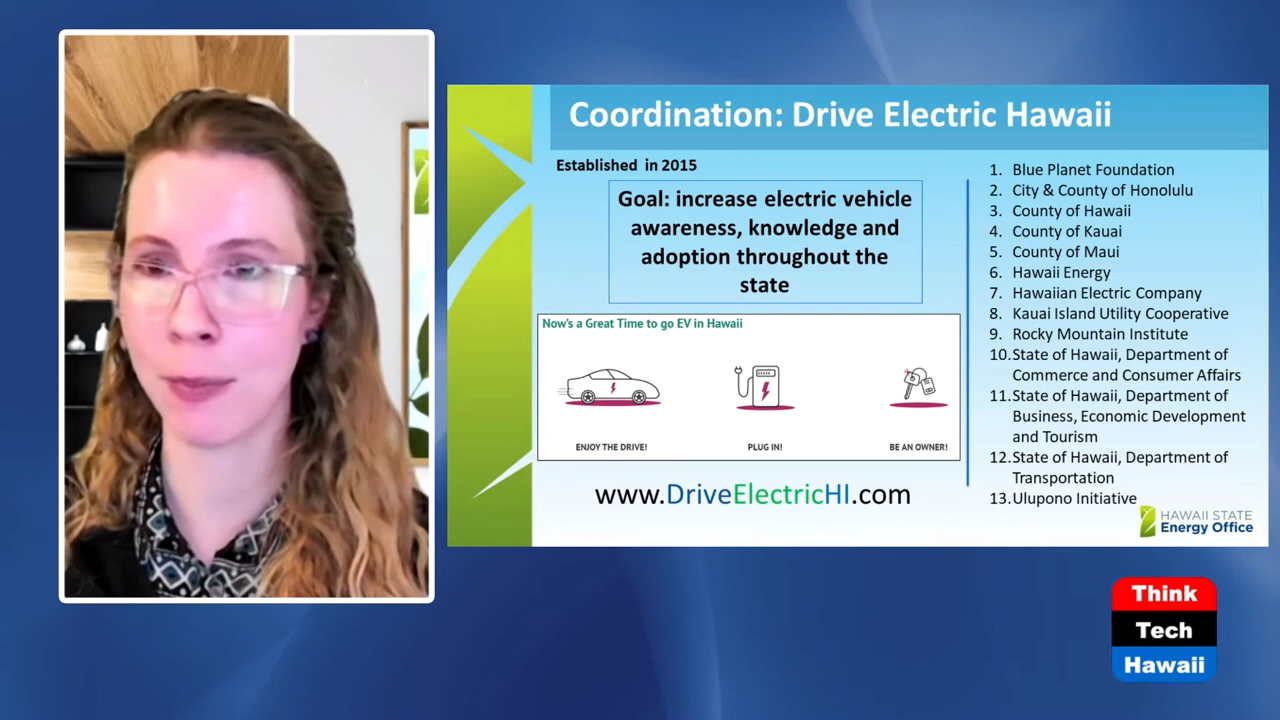 Coordination: Drive Electric Hawaii
Established in 2015
Goal: increase electric vehicle
awareness, knowledge and
adoption throughout the
state
Now's a Great Time to go EV in Hawaii
ENJOY THE DRIVE!
PLUG IN!
BE AN OWNER!
www.DriveElectricHI.com
1. Blue Planet Foundation
2. City & County of Honolulu
3. County of Hawaii
4. County of Kauai
5. County of Maui
6. Hawaii Energy
7. Hawaiian Electric Company
8. Kauai Island Utility Cooperative
9. Rocky Mountain Institute
10. State of Hawaii, Department of
Commerce and Consumer Affairs
11. State of Hawaii, Department of
Business, Economic Development
and Tourism
12. State of Hawaii, Department of
Transportation
13. Ulupono Initiative
HAWAII STATE
Energy Office
Think
Tech
Hawaii